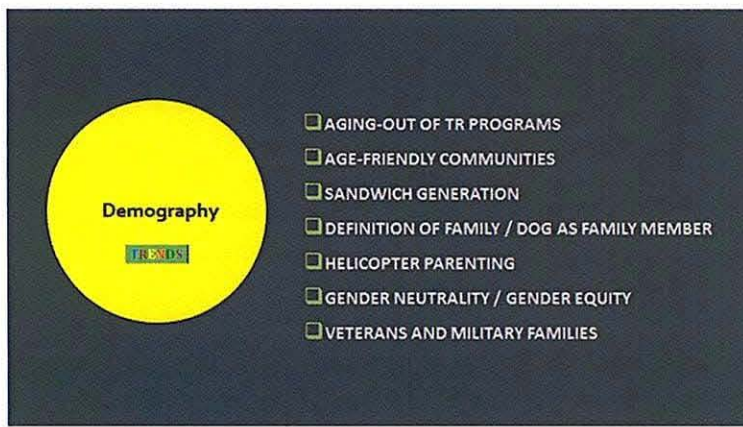 Demography
TRENDS
AGING-OUT OF TR PROGRAMS
AGE-FRIENDLY COMMUNITIES
SANDWICH GENERATION
DEFINITION OF FAMILY / DOG AS FAMILY MEMBER
HELICOPTER PARENTING
GENDER NEUTRALITY / GENDER EQUITY
VETERANS AND MILITARY FAMILIES